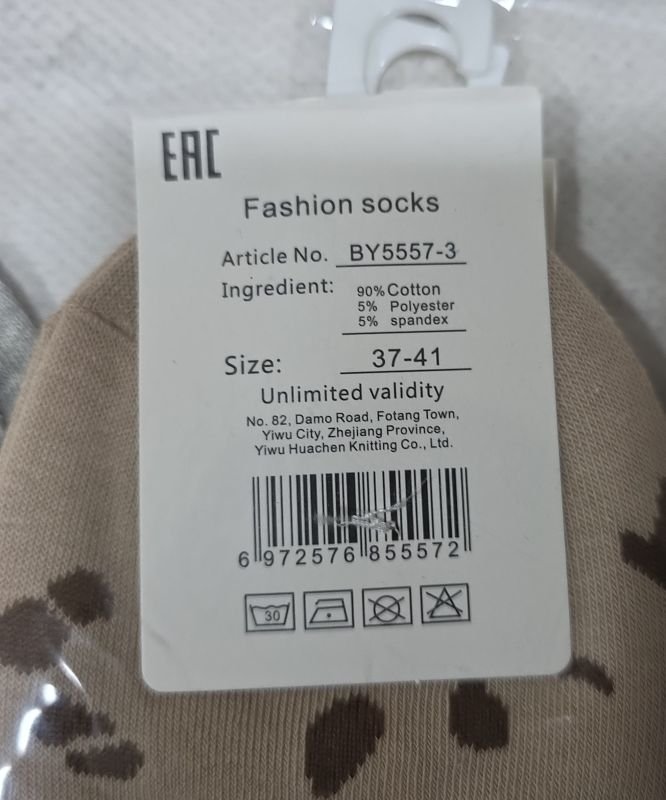 EAC
Fashion socks
Article No. BY5557-3
Ingredient: 90% Cotton
5% Polyester
5% spandex
Size: 37-41
Unlimited validity
No. 82, Damo Road, Fotang Town,
Yiwu City, Zhejiang Province,
Yiwu Huachen Knitting Co., Ltd.
6 972576 855572
30